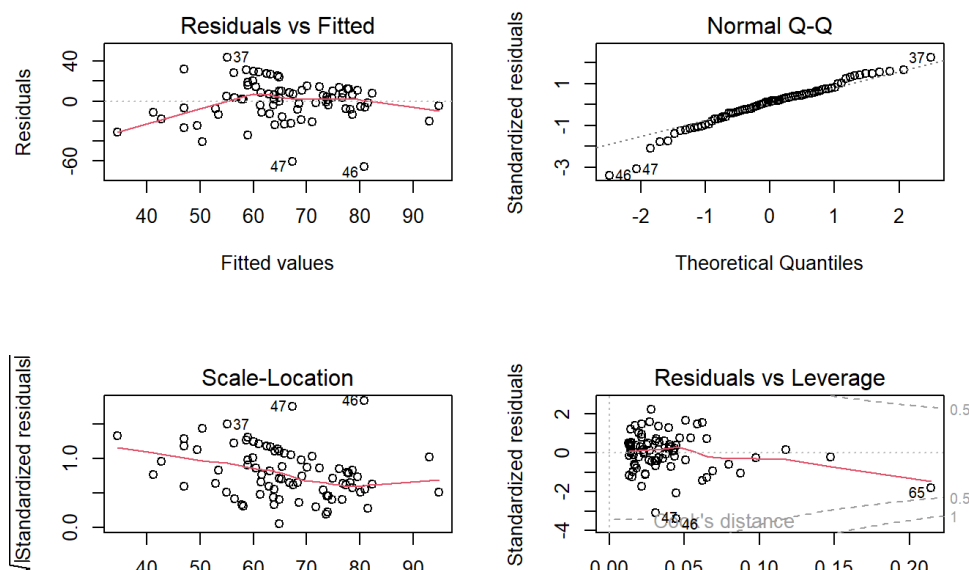 Residuals vs Fitted
Residuals
40
0
-60
37
47
46
40 50 60 70 80 90
Fitted values
Normal Q-Q
Standardized residuals
1
-1
-3
37
47
46
-2 -1 0 1 2
Theoretical Quantiles
Scale-Location
√|Standardized residuals|
1.0
0.0
47
46
37
40 50 60 70 80 90
Residuals vs Leverage
Standardized residuals
2
0
-2
-4
0.5
65
0.5
1
47
46
Cook's distance
0.00 0.05 0.10 0.15 0.20